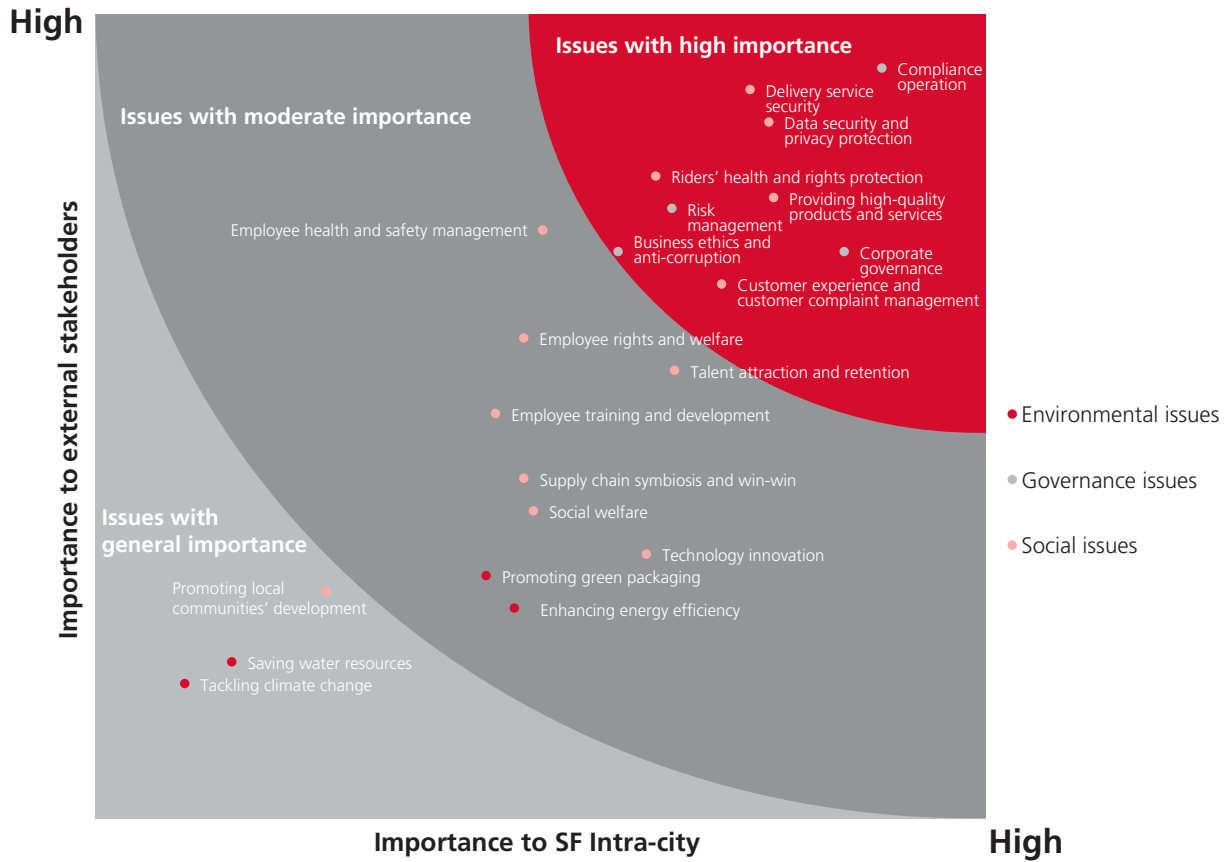 High
Issues with high importance
Compliance
operation
Delivery service
security
Issues with moderate importance
Data security and
privacy protection
Riders’ health and rights protection
Providing high-quality
products and services
Risk
management
Employee health and safety management
Business ethics and
anti-corruption
Corporate
governance
Customer experience and
customer complaint management
Importance to external stakeholders
Employee rights and welfare
Talent attraction and retention
Employee training and development
Environmental issues
Supply chain symbiosis and win-win
Governance issues
Social welfare
Issues with
general importance
Social issues
Technology innovation
Promoting green packaging
Promoting local
communities’ development
Enhancing energy efficiency
Saving water resources
Tackling climate change
Importance to SF Intra-city
High